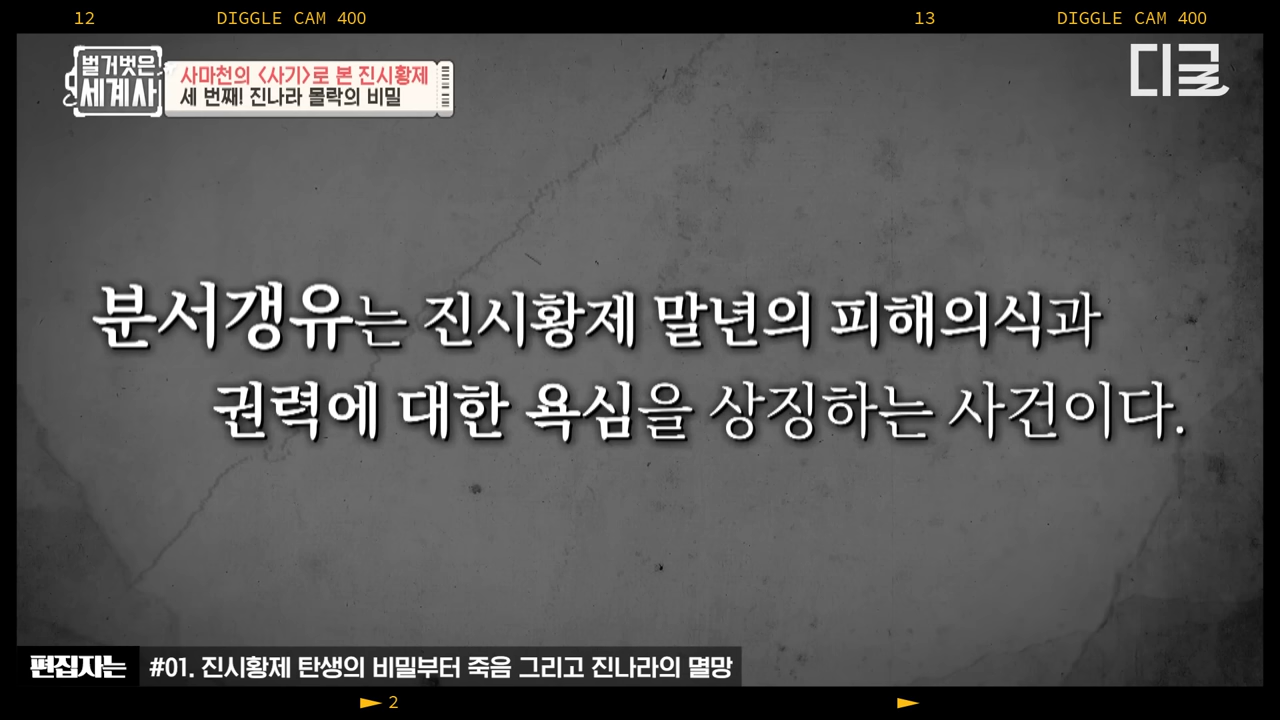 12 DIGGLE CAM 400 13 DIGGLE CAM 400
벌거벗은
세계사
사마천의 <사기>로 본 진시황제
세 번째! 진나라 몰락의 비밀
디글
분서갱유는 진시황제 말년의 피해의식과
권력에 대한 욕심을 상징하는 사건이다.
편집자는 #01. 진시황제 탄생의 비밀부터 죽음 그리고 진나라의 멸망
2